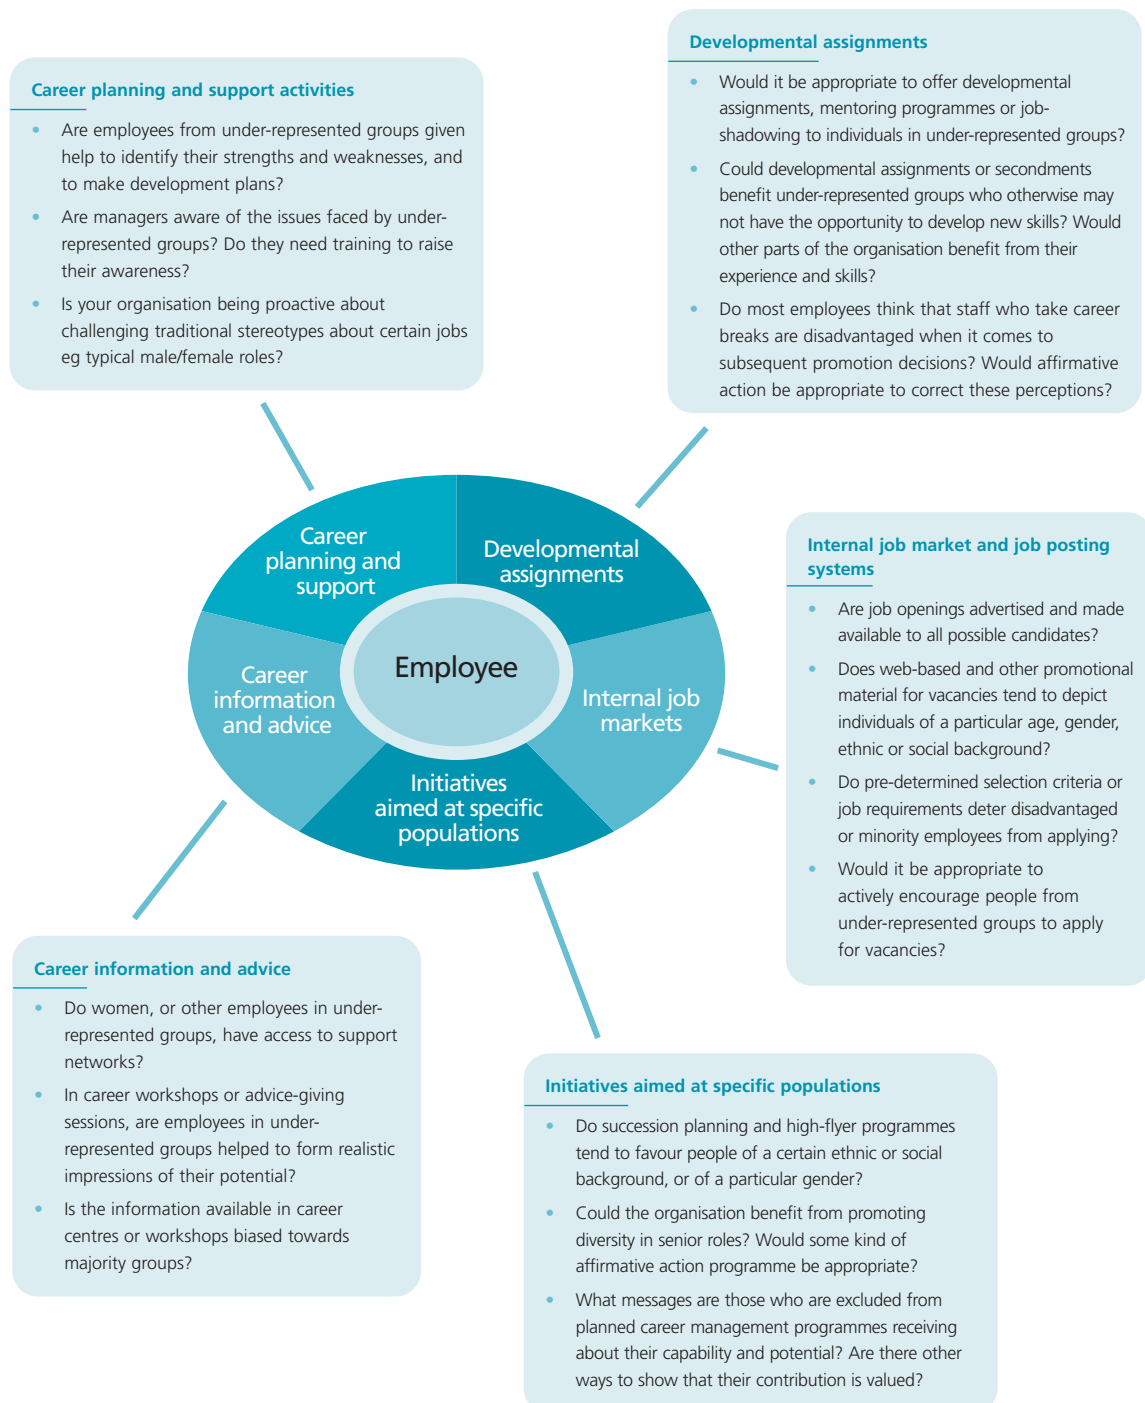 Developmental assignments
• Would it be appropriate to offer developmental
assignments, mentoring programmes or job-
shadowing to individuals in under-represented groups?
• Could developmental assignments or secondments
benefit under-represented groups who otherwise may
not have the opportunity to develop new skills? Would
other parts of the organisation benefit from their
experience and skills?
• Do most employees think that staff who take career
breaks are disadvantaged when it comes to
subsequent promotion decisions? Would affirmative
action be appropriate to correct these perceptions?
Career planning and support activities
• Are employees from under-represented groups given
help to identify their strengths and weaknesses, and
to make development plans?
• Are managers aware of the issues faced by under-
represented groups? Do they need training to raise
their awareness?
• Is your organisation being proactive about
challenging traditional stereotypes about certain jobs
eg typical male/female roles?
Career
planning and
support
Developmental
assignments
Employee
Career
information
and advice
Internal job
markets
Initiatives
aimed at specific
populations
Internal job market and job posting
systems
• Are job openings advertised and made
available to all possible candidates?
• Does web-based and other promotional
material for vacancies tend to depict
individuals of a particular age, gender,
ethnic or social background?
• Do pre-determined selection criteria or
job requirements deter disadvantaged
or minority employees from applying?
• Would it be appropriate to
actively encourage people from
under-represented groups to apply
for vacancies?
Career information and advice
• Do women, or other employees in under-
represented groups, have access to support
networks?
• In career workshops or advice-giving
sessions, are employees in under-
represented groups helped to form realistic
impressions of their potential?
• Is the information available in career
centres or workshops biased towards
majority groups?
Initiatives aimed at specific populations
• Do succession planning and high-flyer programmes
tend to favour people of a certain ethnic or social
background, or of a particular gender?
• Could the organisation benefit from promoting
diversity in senior roles? Would some kind of
affirmative action programme be appropriate?
• What messages are those who are excluded from
planned career management programmes receiving
about their capability and potential? Are there other
ways to show that their contribution is valued?